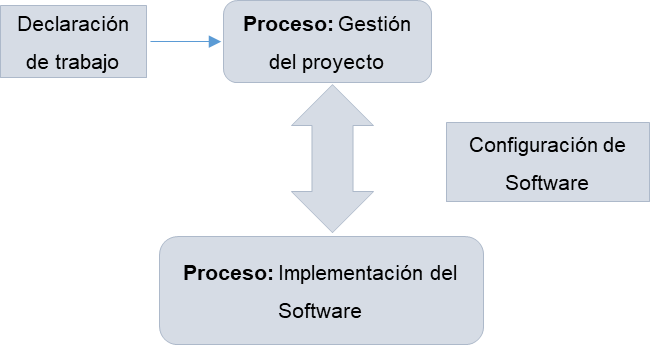 Declaración
de trabajo
Proceso: Gestión
del proyecto
Configuración de
Software
Proceso: Implementación del
Software